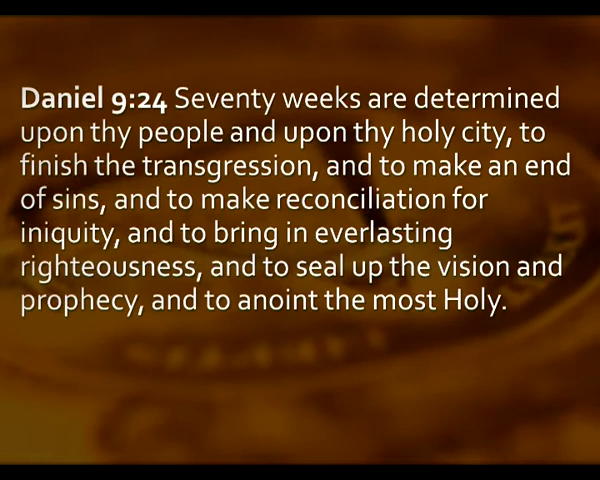 Daniel 9:24 Seventy weeks are determined
upon thy people and upon thy holy city, to
finish the transgression, and to make an end
of sins, and to make reconciliation for
iniquity, and to bring in everlasting
righteousness, and to seal up the vision and
prophecy, and to anoint the most Holy.